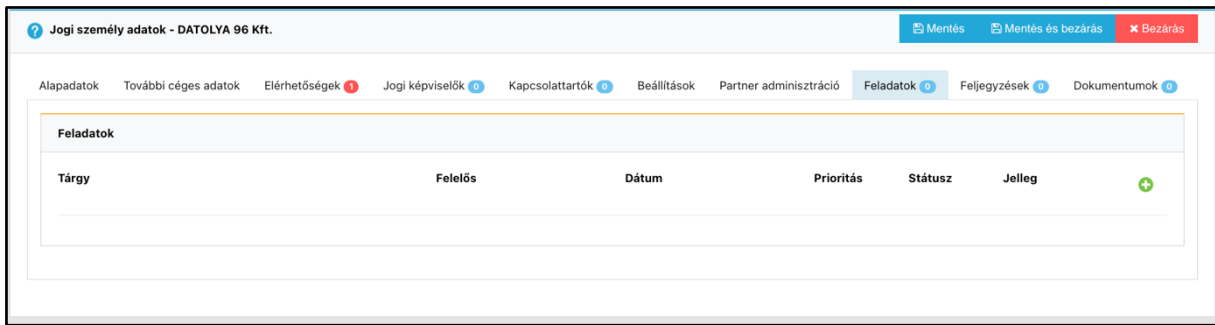 ? Jogi személy adatok - DATOLYA 96 Kft. Mentés Mentés és bezárás Bezárás
Alapadatok További céges adatok Elérhetőségek 1 Jogi képviselők 0 Kapcsolattartók 0 Beállítások Partner adminisztráció Feladatok 0 Feljegyzések 0 Dokumentumok 0
Feladatok
Tárgy Felelős Dátum Prioritás Státusz Jelleg